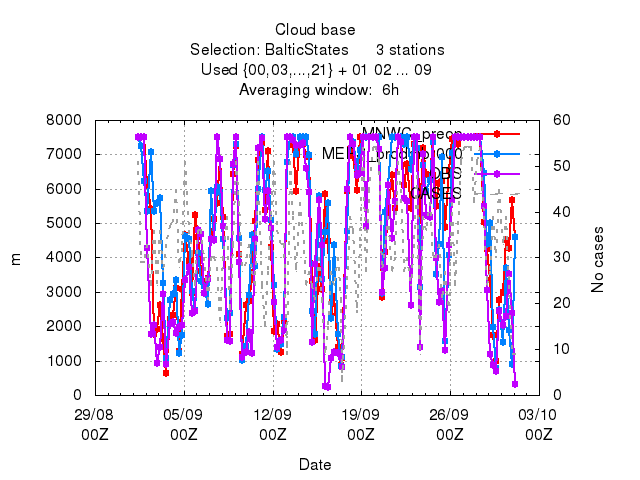 Cloud base
Selection: BalticStates 3 stations
Used {00,03,...,21} + 01 02 ... 09
Averaging window: 6h
8000
7000
6000
5000
4000
3000
2000
1000
0
m
60
50
40
30
20
10
0
No cases
MNWC_preop
OBS
CASES
29/08 05/09 12/09 19/09 26/09 03/10
00Z 00Z 00Z 00Z 00Z 00Z
Date